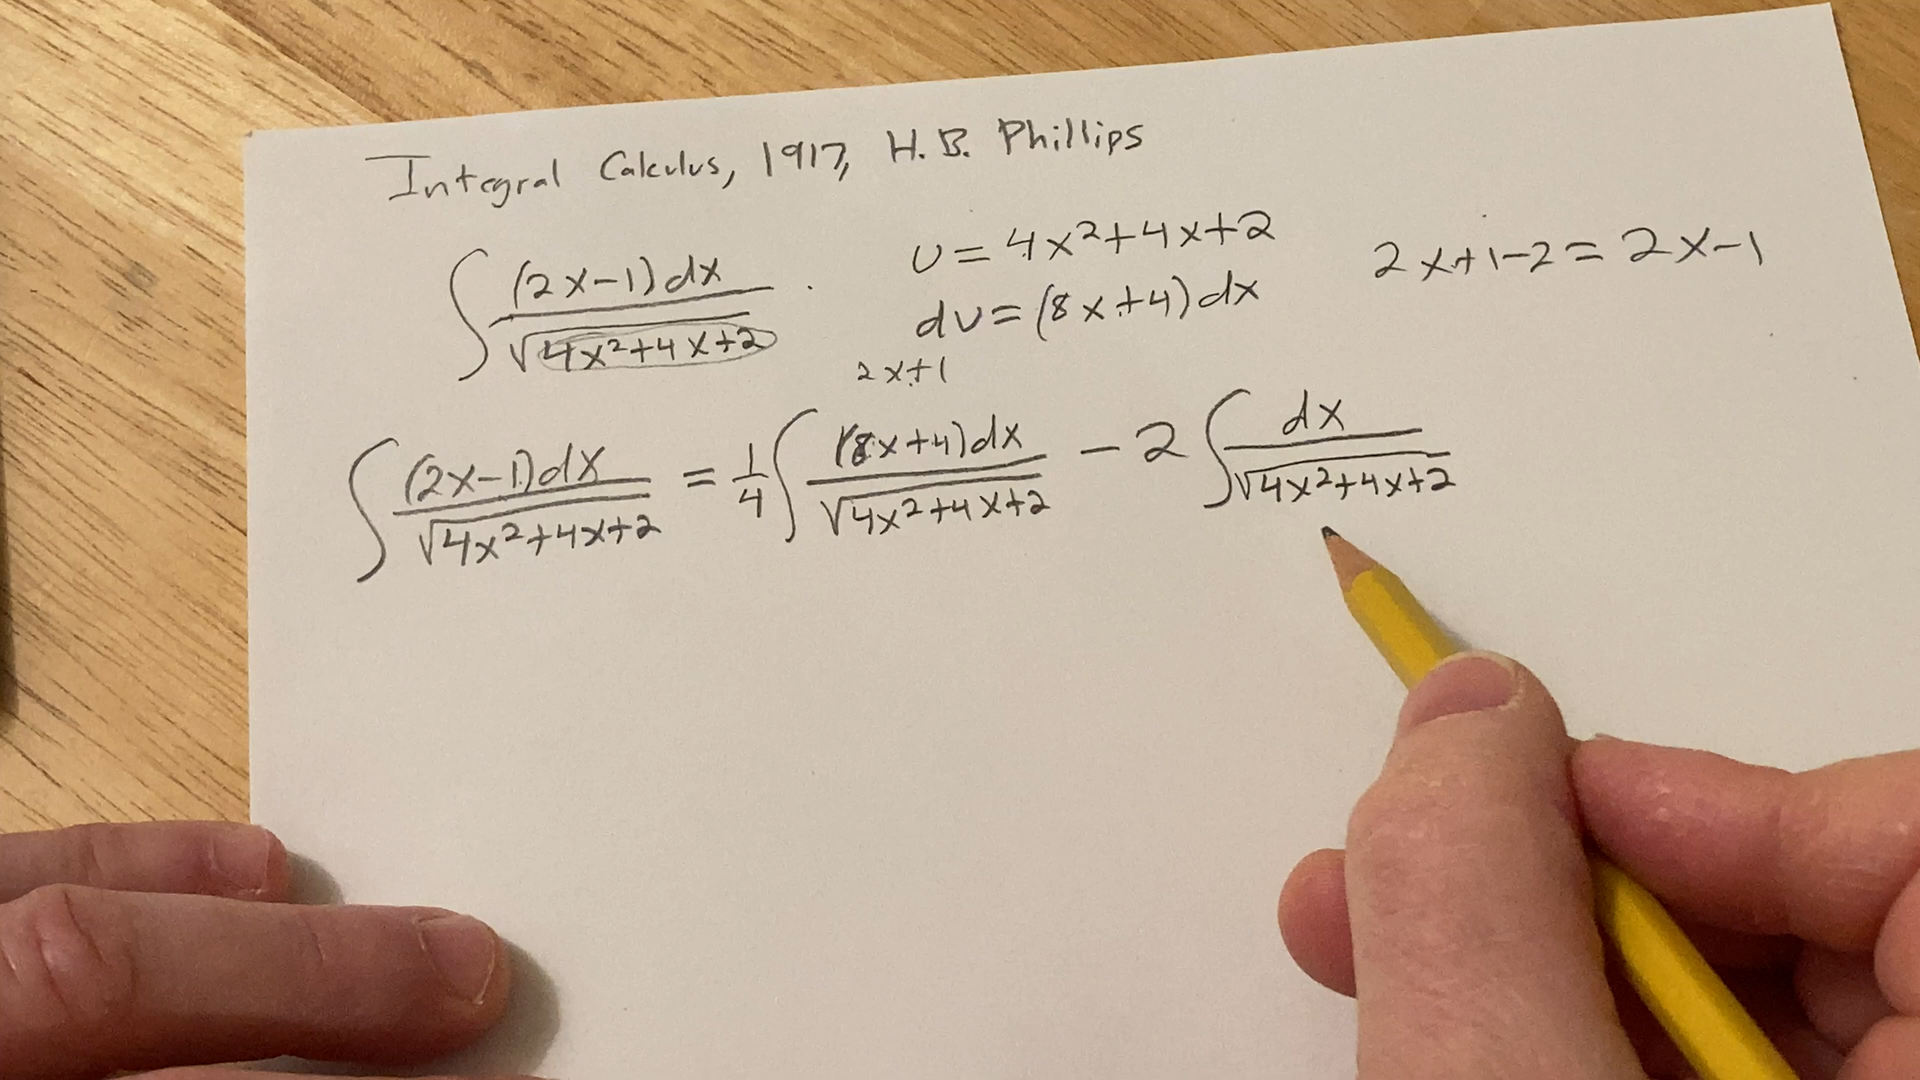 Integral Calculus, 1917, H. B. Phillips
∫ (2x-1)dx / √4x²+4x+2
u = 4x²+4x+2
du = (8x+4)dx
2x+1-2 = 2x-1
2x+1
∫ (2x-1)dx / √4x²+4x+2 = 1/4 ∫ (8x+4)dx / √4x²+4x+2 - 2 ∫ dx / √4x²+4x+2